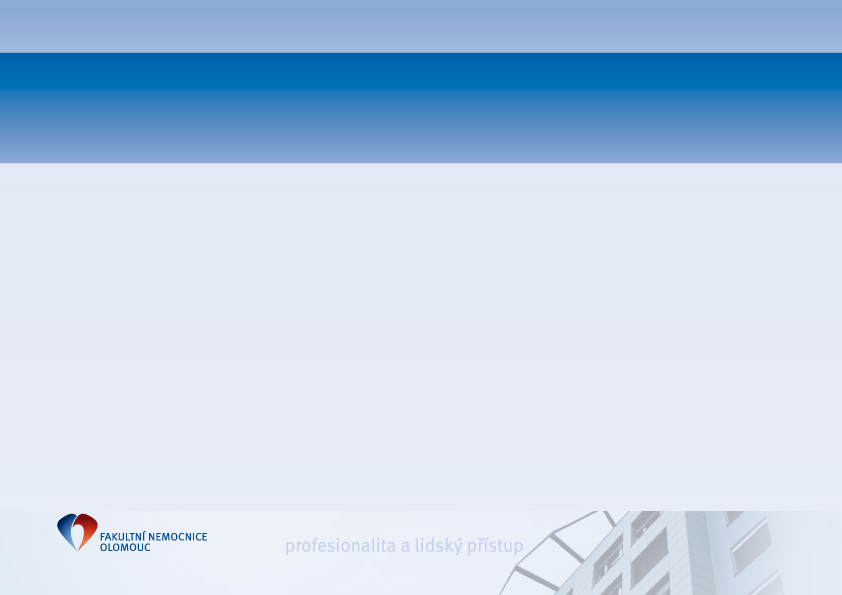 FAKULTNÍ NEMOCNICE
OLOMOUC
profesionalita a lidský přístup